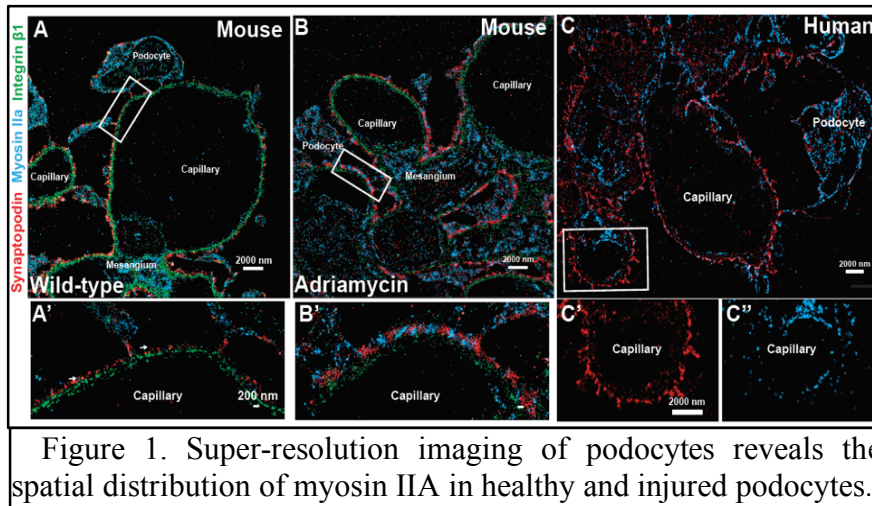 Synaptopodin Myosin IIa Integrin β1
A
Mouse
Podocyte
Capillary
Capillary
Mesangium
2000 nm
Wild-type
B
Mouse
Capillary
Capillary
Podocyte
Mesangium
2000 nm
Adriamycin
C
Human
Podocyte
Capillary
2000 nm
A'
Capillary
200 nm
B'
Capillary
C'
Capillary
2000 nm
C"
Capillary
Figure 1. Super-resolution imaging of podocytes reveals the
spatial distribution of myosin IIA in healthy and injured podocytes.